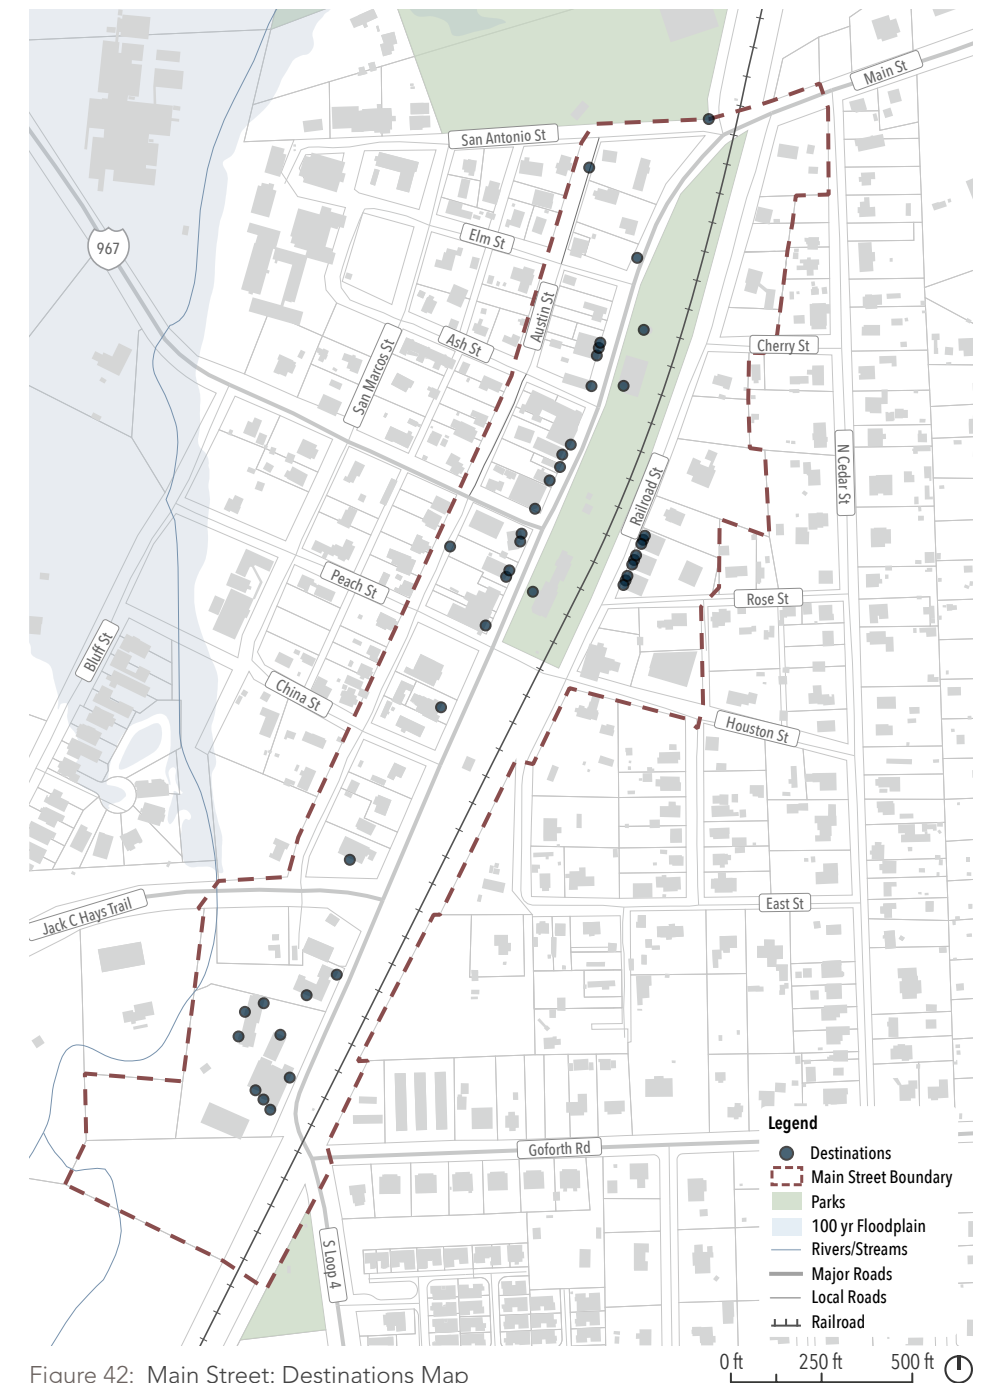 Main St
San Antonio St
967
Elm St
Austin St
Ash St
San Marcos St
Cherry St
N Cedar St
Railroad St
Peach St
Rose St
Bluff St
China St
Houston St
Jack C Hays Trail
East St
Goforth Rd
S Loop 4
Legend
Destinations
Main Street Boundary
Parks
100 yr Floodplain
Rivers/Streams
Major Roads
Local Roads
Railroad
0 ft 250 ft 500 ft
Figure 42: Main Street: Destinations Map